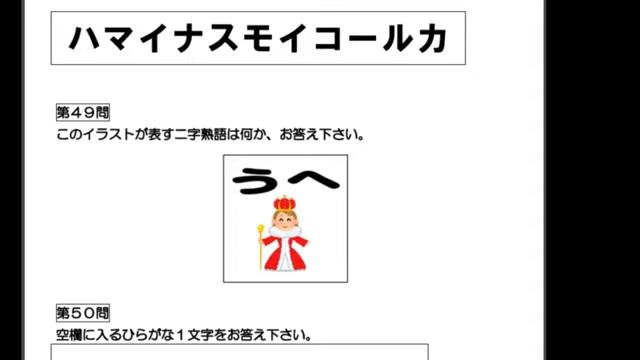 ハマイナスモイコールカ
第49問
このイラストが表す二字熟語は何か、お答え下さい。
うへ
第50問
空欄に入るひらがな１文字をお答え下さい。